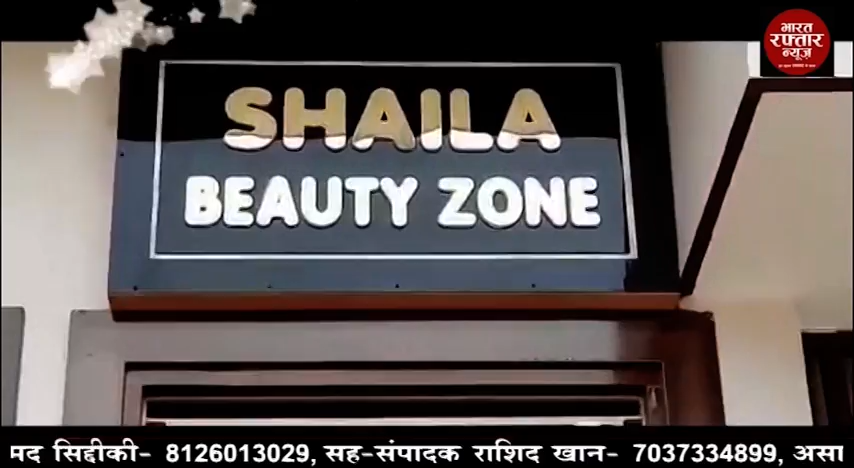 भारत
रफ्तार
न्यूज़
SHAILA
BEAUTY ZONE
मद सिद्दीकी- 8126013029, सह-संपादक राशिद खान- 7037334899, असा